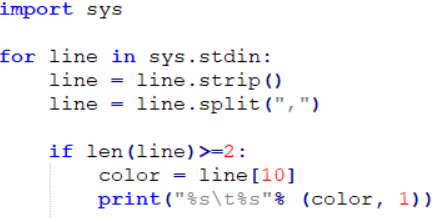 import sys
for line in sys.stdin:
    line = line.strip()
    line = line.split(",")
    if len(line)>=2:
        color = line[10]
        print("%s\t%s"% (color, 1))